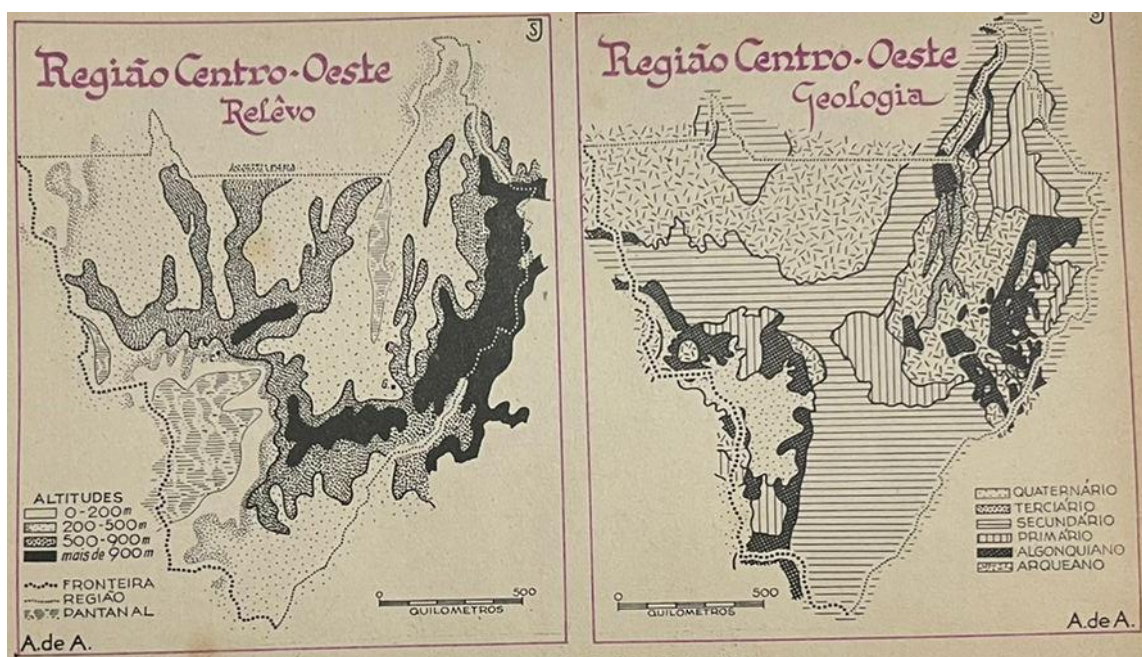 Região Centro-Oeste
Relêvo
ALTITUDES
0-200m
200-500m
500-900m
mais de 900m
FRONTEIRA
REGIÃO
PANTANAL
500
QUILOMETROS
A. de A.
G.
Região Centro-Oeste
Geologia
QUATERNÁRIO
TERCIÁRIO
SECUNDÁRIO
PRIMÁRIO
ALGONQUIANO
ARQUEANO
0
500
QUILOMETROS
A. de A.